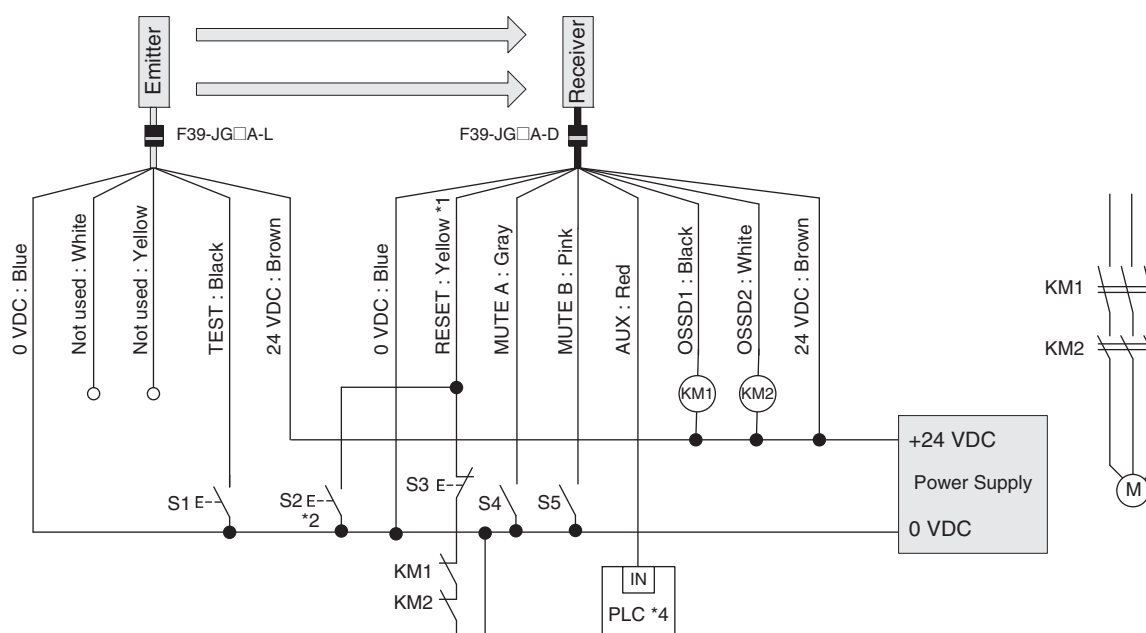 Emitter
Receiver
F39-JG□A-L
F39-JG□A-D
0 VDC : Blue
Not used : White
Not used : Yellow
TEST : Black
24 VDC : Brown
0 VDC : Blue
RESET : Yellow *1
MUTE A : Gray
MUTE B : Pink
AUX : Red
OSSD1 : Black
OSSD2 : White
24 VDC : Brown
KM1
KM2
KM1
KM2
+24 VDC
Power Supply
0 VDC
M
S1
E
S2
E
*2
S3
E
S4
S5
KM1
KM2
IN
PLC *4